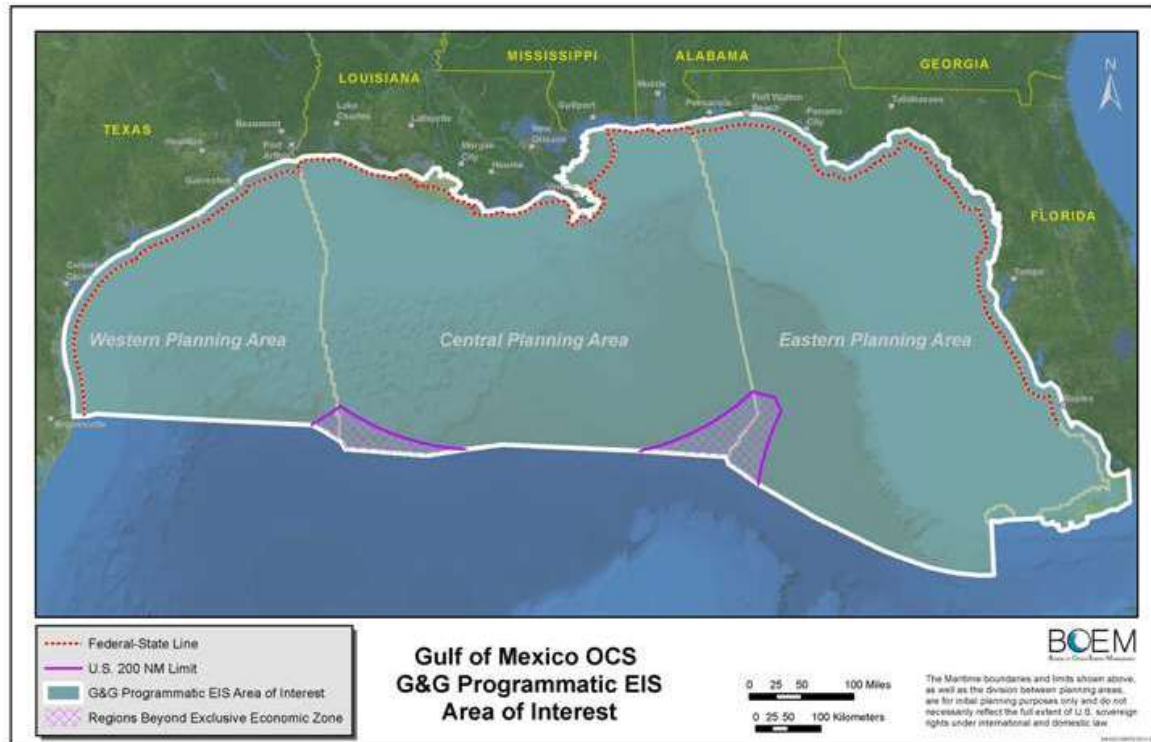 MISSISSIPPI
ALABAMA
GEORGIA
LOUISIANA
TEXAS
FLORIDA
N
Gulfport
Mobile
Pensacola
Fort Walton
Beach
Panama
City
Tallahassee
Lake
Charles
Lafayette
New
Orleans
Beaumont
Port
Morgan
City
Houma
Houston
Galveston
Tampa
Naples
Brownsville
Western Planning Area
Central Planning Area
Eastern Planning Area
Federal-State Line
U.S. 200 NM Limit
G&G Programmatic EIS Area of Interest
Regions Beyond Exclusive Economic Zone
Gulf of Mexico OCS
G&G Programmatic EIS
Area of Interest
0 25 50 100 Miles
0 25 50 100 Kilometers
BOEM
Bureau of Ocean Energy Management
The Maritime boundaries and limits shown above,
as well as the division between planning areas,
are for initial planning purposes only and do not
necessarily reflect the full extent of U.S. sovereign
rights under international and domestic law.